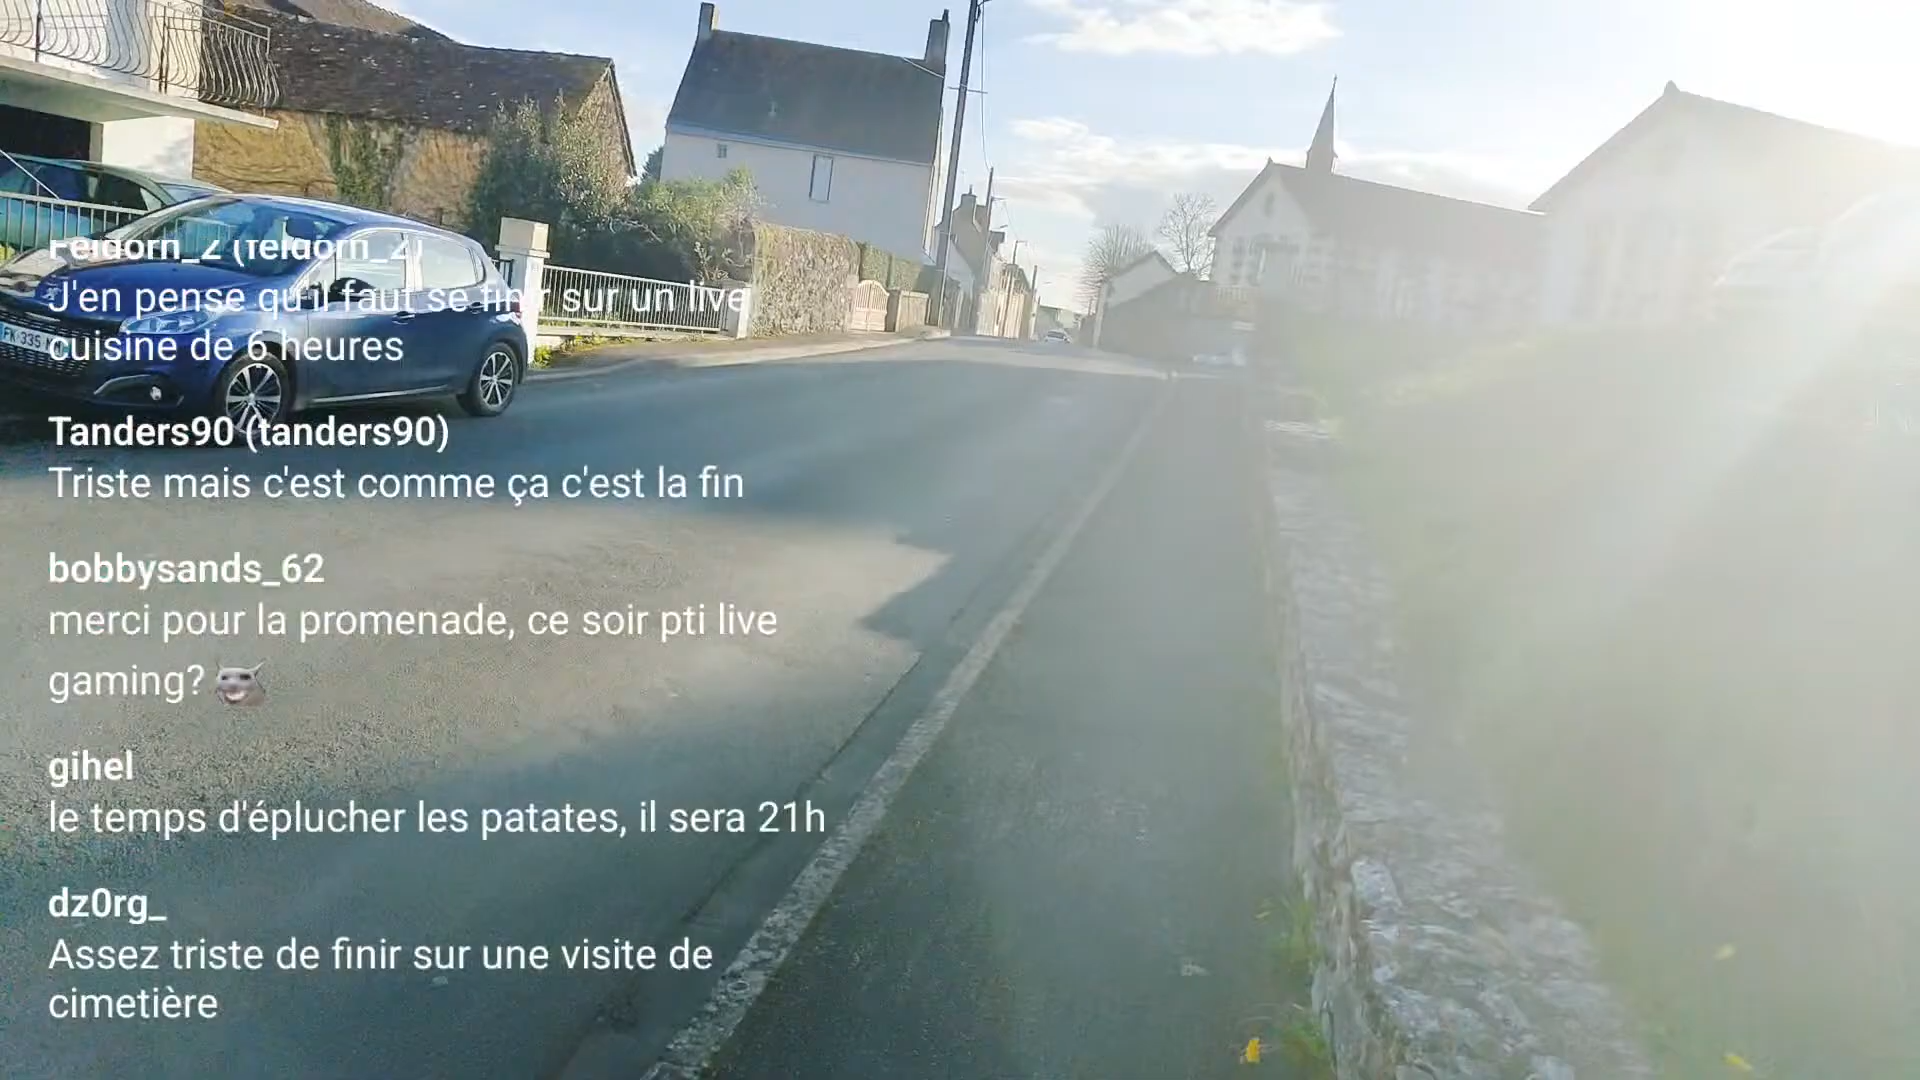 Feldorn_2 (feldorn_2)
J'en pense qu'il faut se finir sur un live
cuisine de 6 heures
Tanders90 (tanders90)
Triste mais c'est comme ça c'est la fin
bobbysands_62
merci pour la promenade, ce soir pti live
gaming?
gihel
le temps d'éplucher les patates, il sera 21h
dz0rg_
Assez triste de finir sur une visite de
cimetière